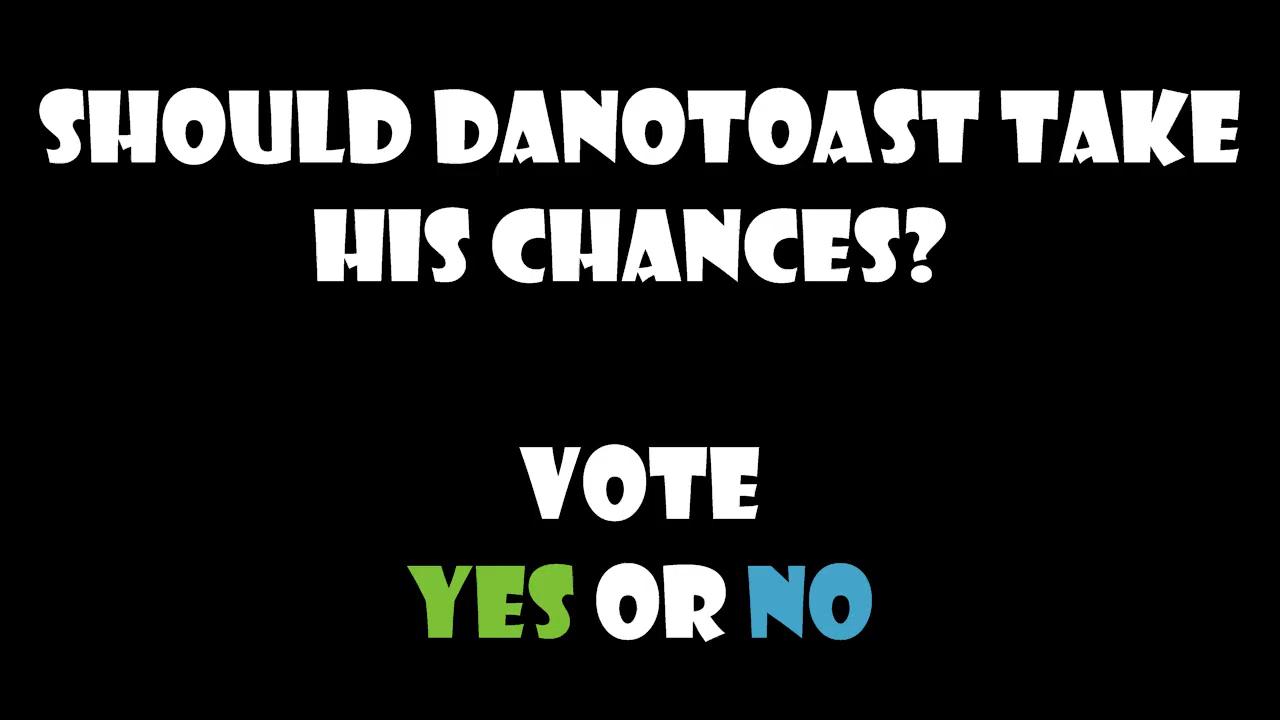 SHOULD DANOTOAST TAKE
HIS CHANCES?
VOTE
YES OR NO